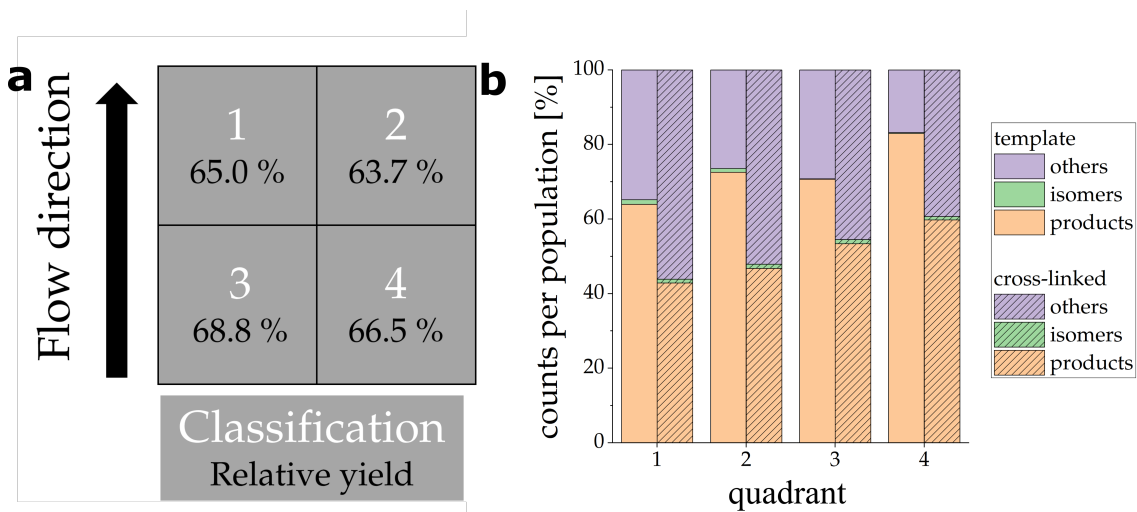 a
Flow direction
1
65.0 %
2
63.7 %
3
68.8 %
4
66.5 %
Classification
Relative yield
b
counts per population [%]
100
80
60
40
20
0
1 2 3 4
quadrant
template
others
isomers
products
cross-linked
others
isomers
products